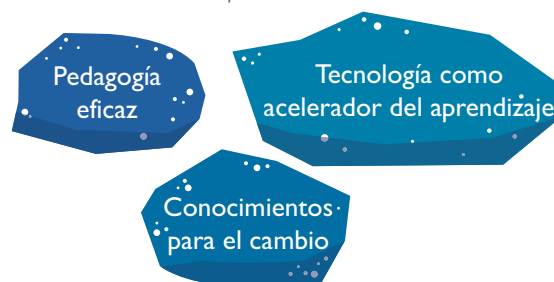 Pedagogía
eficaz
Tecnología como
acelerador del aprendizaje
Conocimientos
para el cambio